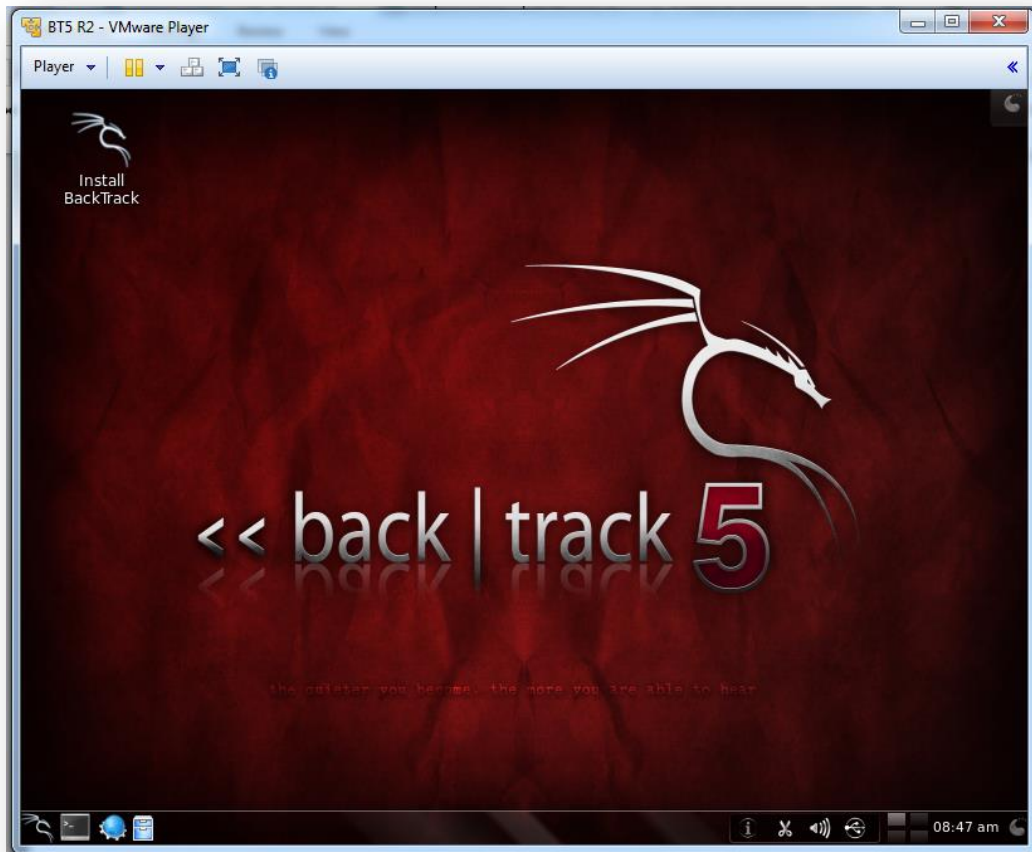 BT5 R2 - VMware Player
Player
Install
BackTrack
<< back | track 5
the quieter you become, the more you are able to hear
08:47 am